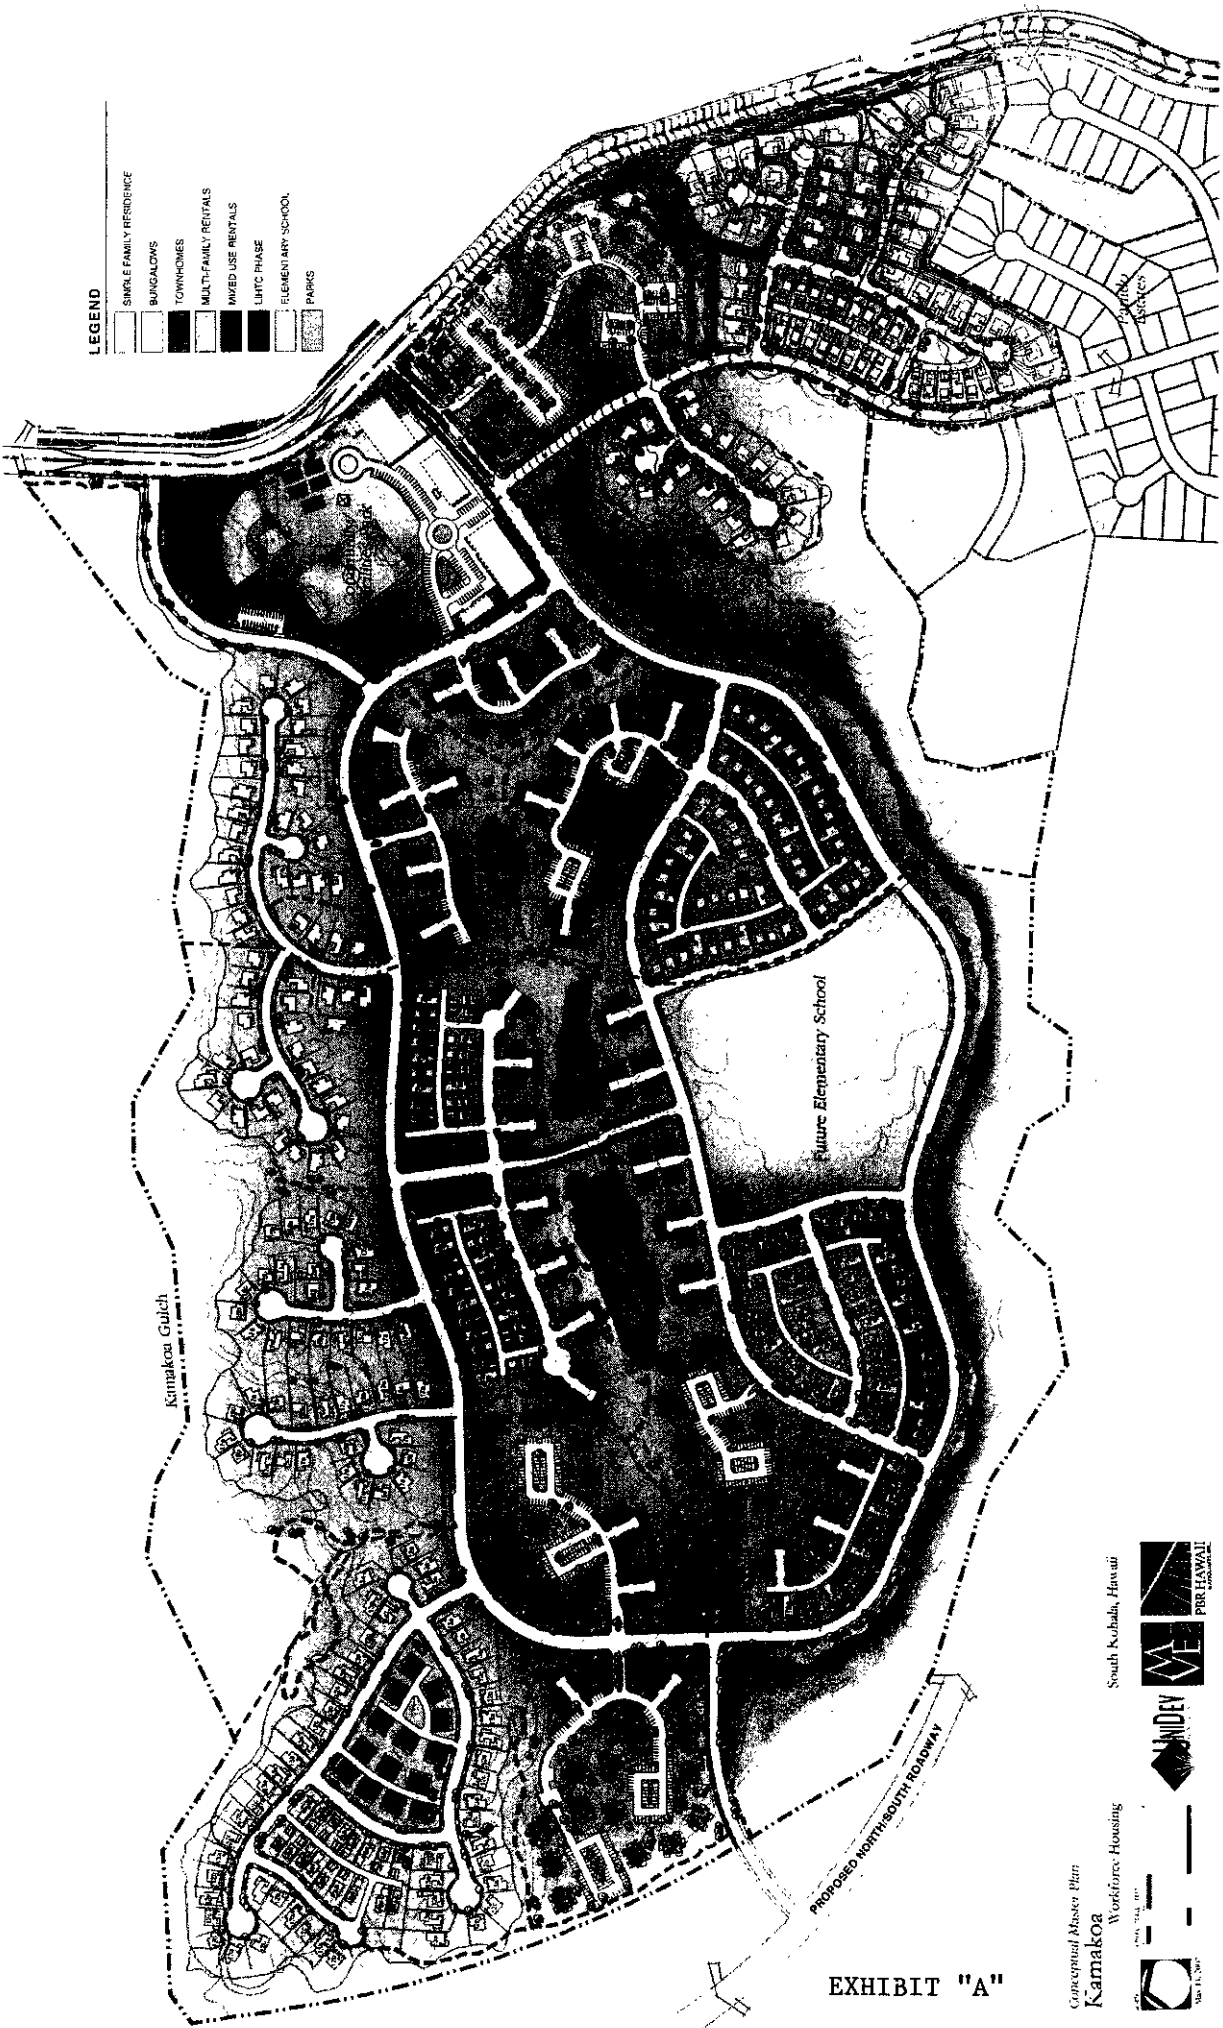 LEGEND
SINGLE FAMILY RESIDENCE
BUNGALOWS
TOWNHOMES
MULTI-FAMILY RENTALS
MIXED USE RENTALS
LIHTC PHASE
ELEMENTARY SCHOOL
PARKS
Kamakoa Gulch
Future Elementary School
Estates
PROPOSED NORTH/SOUTH ROADWAY
EXHIBIT "A"
Conceptual Master Plan
Kamakoa
Workforce Housing
South Kohala, Hawaii
UNIDEV
PBR HAWAII